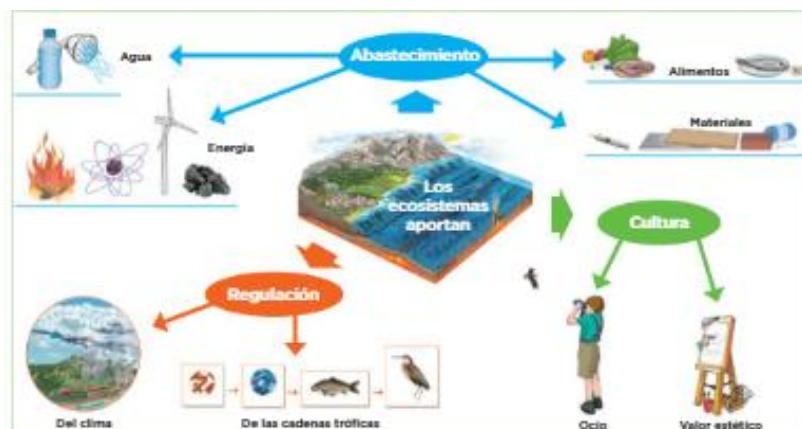 Abastecimiento
Agua
Alimentos
Energía
Materiales
Los
ecosistemas
aportan
Cultura
Regulación
Del clima
De las cadenas tróficas
Ocio
Valor estético